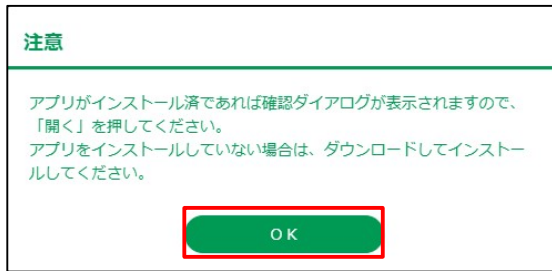 注意
アプリがインストール済であれば確認ダイアログが表示されますので、
「開く」を押してください。
アプリをインストールしていない場合は、ダウンロードしてインストー
ルしてください。
ＯＫ